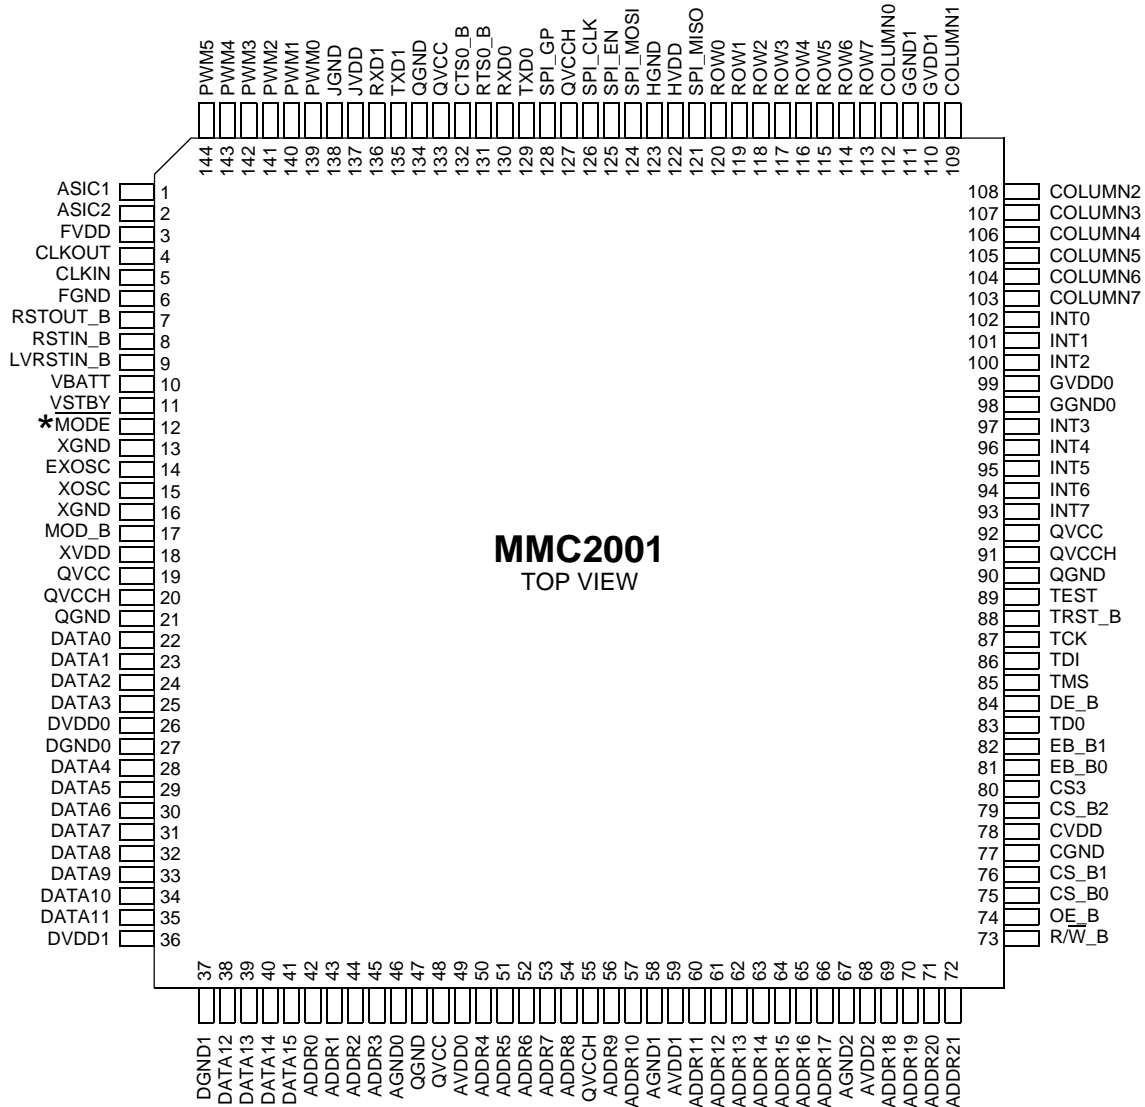 PWM5 PWM4 PWM3 PWM2 PWM1 PWM0 JGND JVDD RXD1 TXD1 QGND QVCC CTS0_B RTS0_B RXD0 TXD0 SPI_GP QVCCH SPI_CLK SPI_EN SPI_MOSI HGND HVDD SPI_MISO ROW0 ROW1 ROW2 ROW3 ROW4 ROW5 ROW6 ROW7 COLUMN0 GGND1 GVDD1 COLUMN1
144 143 142 141 140 139 138 137 136 135 134 133 132 131 130 129 128 127 126 125 124 123 122 121 120 119 118 117 116 115 114 113 112 111 110 109
ASIC1 1 108 COLUMN2
ASIC2 2 107 COLUMN3
FVDD 3 106 COLUMN4
CLKOUT 4 105 COLUMN5
CLKIN 5 104 COLUMN6
FGND 6 103 COLUMN7
RSTOUT_B 7 102 INT0
RSTIN_B 8 101 INT1
LVRSTIN_B 9 100 INT2
VBATT 10 99 GVDD0
VSTBY 11 98 GGND0
*MODE 12 97 INT3
XGND 13 96 INT4
EXOSC 14 95 INT5
XOSC 15 94 INT6
XGND 16 93 INT7
MOD_B 17 92 QVCC
XVDD 18 91 QVCCH
QVCC 19 90 QGND
QVCCH 20 89 TEST
QGND 21 88 TRST_B
DATA0 22 87 TCK
DATA1 23 86 TDI
DATA2 24 85 TMS
DATA3 25 84 DE_B
DVDD0 26 83 TD0
DGND0 27 82 EB_B1
DATA4 28 81 EB_B0
DATA5 29 80 CS3
DATA6 30 79 CS_B2
DATA7 31 78 CVDD
DATA8 32 77 CGND
DATA9 33 76 CS_B1
DATA10 34 75 CS_B0
DATA11 35 74 OE_B
DVDD1 36 73 R/W̅_B
MMC2001
TOP VIEW
37 38 39 40 41 42 43 44 45 46 47 48 49 50 51 52 53 54 55 56 57 58 59 60 61 62 63 64 65 66 67 68 69 70 71 72
DGND1 DATA12 DATA13 DATA14 DATA15 ADDR0 ADDR1 ADDR2 ADDR3 AGND0 QGND QVCC AVDD0 ADDR4 ADDR5 ADDR6 ADDR7 ADDR8 QVCCH ADDR9 ADDR10 AGND1 AVDD1 ADDR11 ADDR12 ADDR13 ADDR14 ADDR15 ADDR16 ADDR17 AGND2 AVDD2 ADDR18 ADDR19 ADDR20 ADDR21